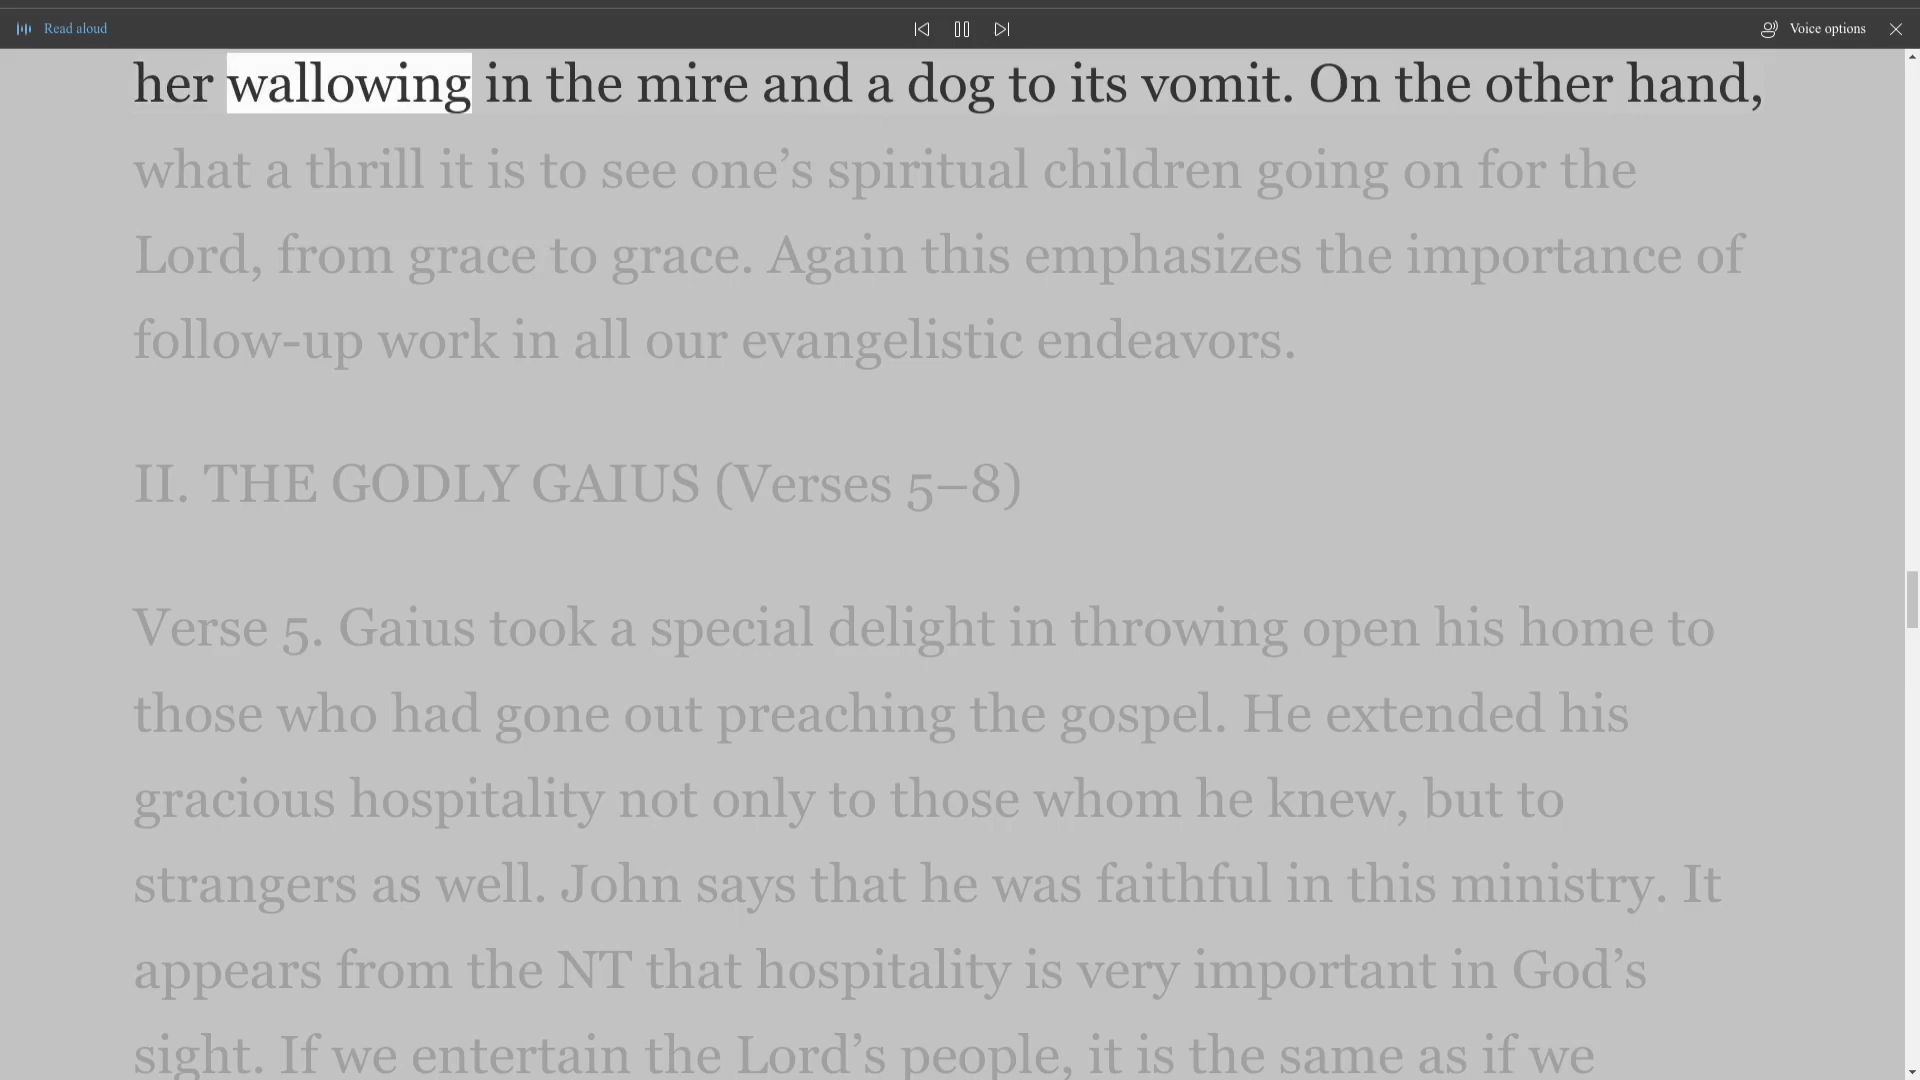 Read aloud
Voice options
her wallowing in the mire and a dog to its vomit. On the other hand,
what a thrill it is to see one’s spiritual children going on for the
Lord, from grace to grace. Again this emphasizes the importance of
follow-up work in all our evangelistic endeavors.
II. THE GODLY GAIUS (Verses 5–8)
Verse 5. Gaius took a special delight in throwing open his home to
those who had gone out preaching the gospel. He extended his
gracious hospitality not only to those whom he knew, but to
strangers as well. John says that he was faithful in this ministry. It
appears from the NT that hospitality is very important in God’s
sight. If we entertain the Lord’s people, it is the same as if we